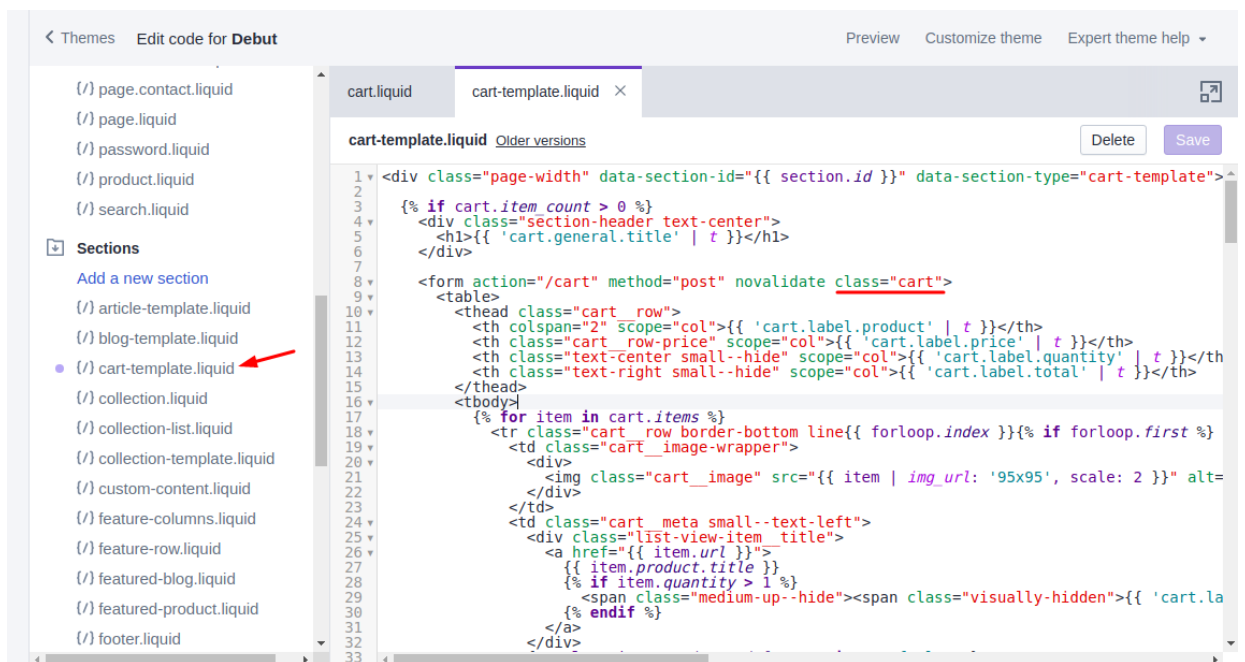 Themes Edit code for Debut Preview Customize theme Expert theme help
{/} page.contact.liquid
{/} page.liquid
{/} password.liquid
{/} product.liquid
{/} search.liquid
Sections
Add a new section
{/} article-template.liquid
{/} blog-template.liquid
{/} cart-template.liquid
{/} collection.liquid
{/} collection-list.liquid
{/} collection-template.liquid
{/} custom-content.liquid
{/} feature-columns.liquid
{/} feature-row.liquid
{/} featured-blog.liquid
{/} featured-product.liquid
{/} footer.liquid
cart.liquid cart-template.liquid ×
cart-template.liquid Older versions Delete Save
1 <div class="page-width" data-section-id="{{ section.id }}" data-section-type="cart-template">
2
3 {% if cart.item_count > 0 %}
4 <div class="section-header text-center">
5 <h1>{{ 'cart.general.title' | t }}</h1>
6 </div>
7
8 <form action="/cart" method="post" novalidate class="cart">
9 <table>
10 <thead class="cart__row">
11 <th colspan="2" scope="col">{{ 'cart.label.product' | t }}</th>
12 <th class="cart__row-price" scope="col">{{ 'cart.label.price' | t }}</th>
13 <th class="text-center small--hide" scope="col">{{ 'cart.label.quantity' | t }}</th
14 <th class="text-right small--hide" scope="col">{{ 'cart.label.total' | t }}</th>
15 </thead>
16 <tbody>
17 {% for item in cart.items %}
18 <tr class="cart__row border-bottom line{{ forloop.index }}{% if forloop.first %}
19 <td class="cart__image-wrapper">
20 <div>
21 <img class="cart__image" src="{{ item | img_url: '95x95', scale: 2 }}" alt=
22 </div>
23 </td>
24 <td class="cart__meta small--text-left">
25 <div class="list-view-item__title">
26 <a href="{{ item.url }}">
27 {{ item.product.title }}
28 {% if item.quantity > 1 %}
29 <span class="medium-up--hide"><span class="visually-hidden">{{ 'cart.la
30 {% endif %}
31 </a>
32 </div>
33